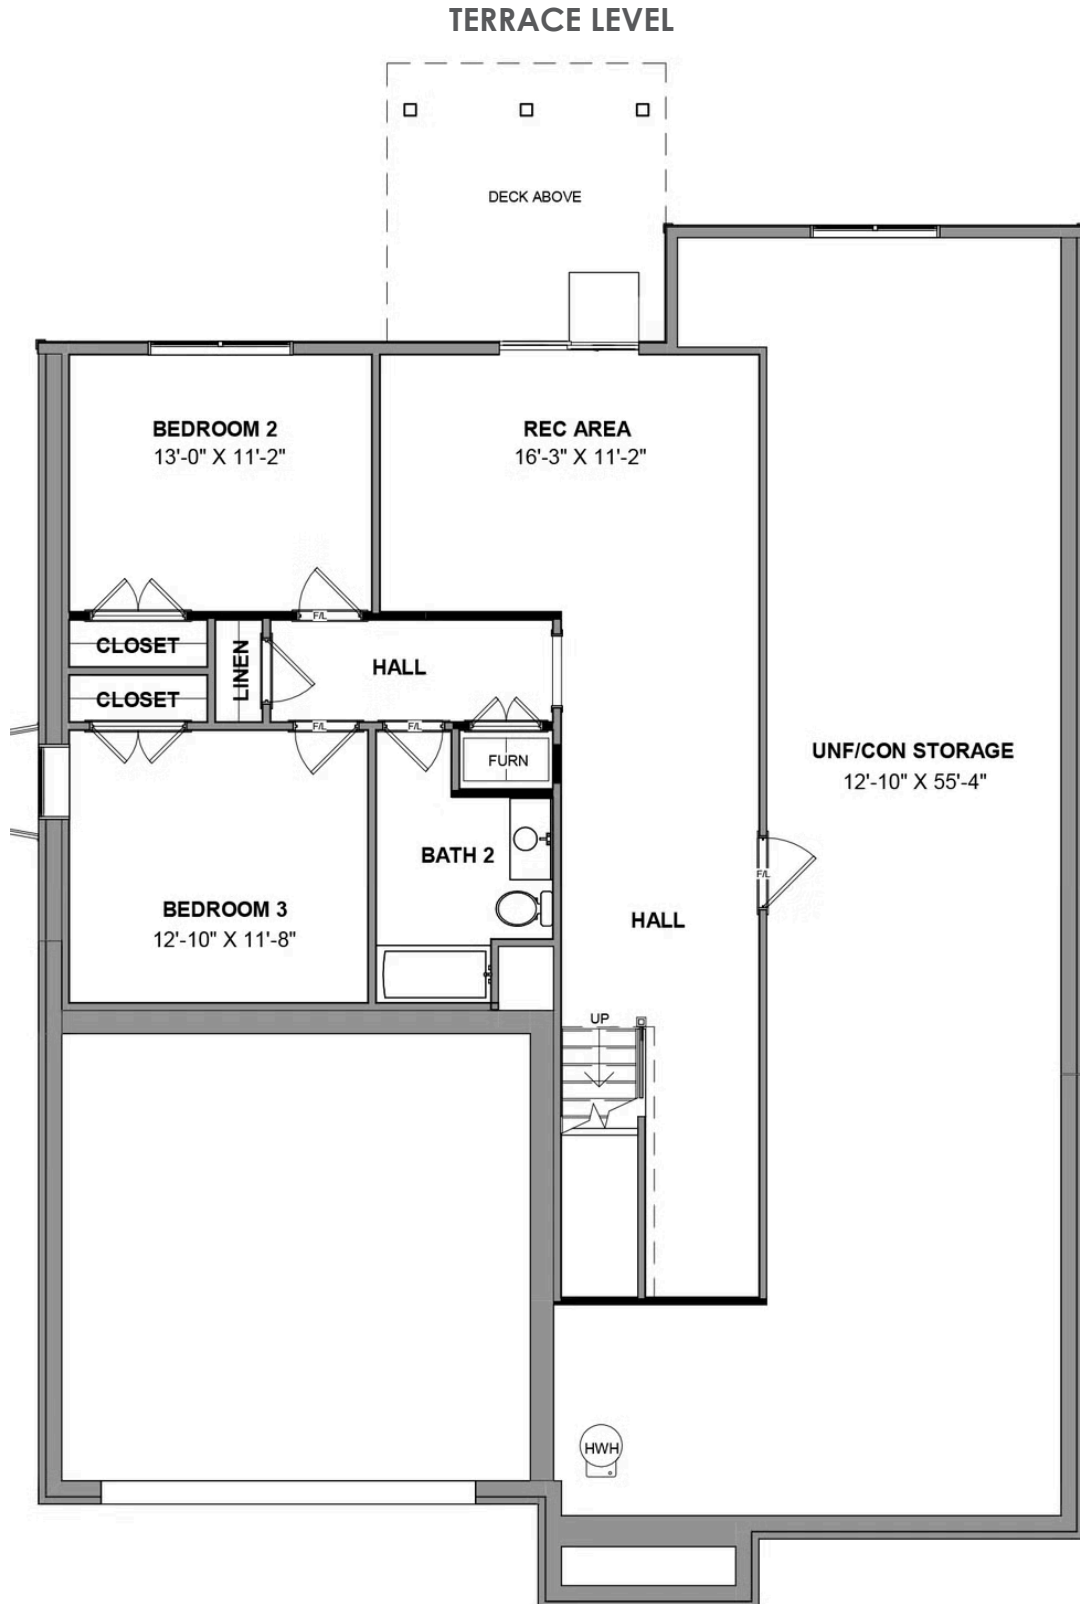 TERRACE LEVEL
DECK ABOVE
BEDROOM 2
13'-0" X 11'-2"
REC AREA
16'-3" X 11'-2"
F/L
CLOSET
LINEN
HALL
CLOSET
F/L
F/L
FURN
UNF/CON STORAGE
12'-10" X 55'-4"
BATH 2
F/L
BEDROOM 3
12'-10" X 11'-8"
HALL
UP
HWH